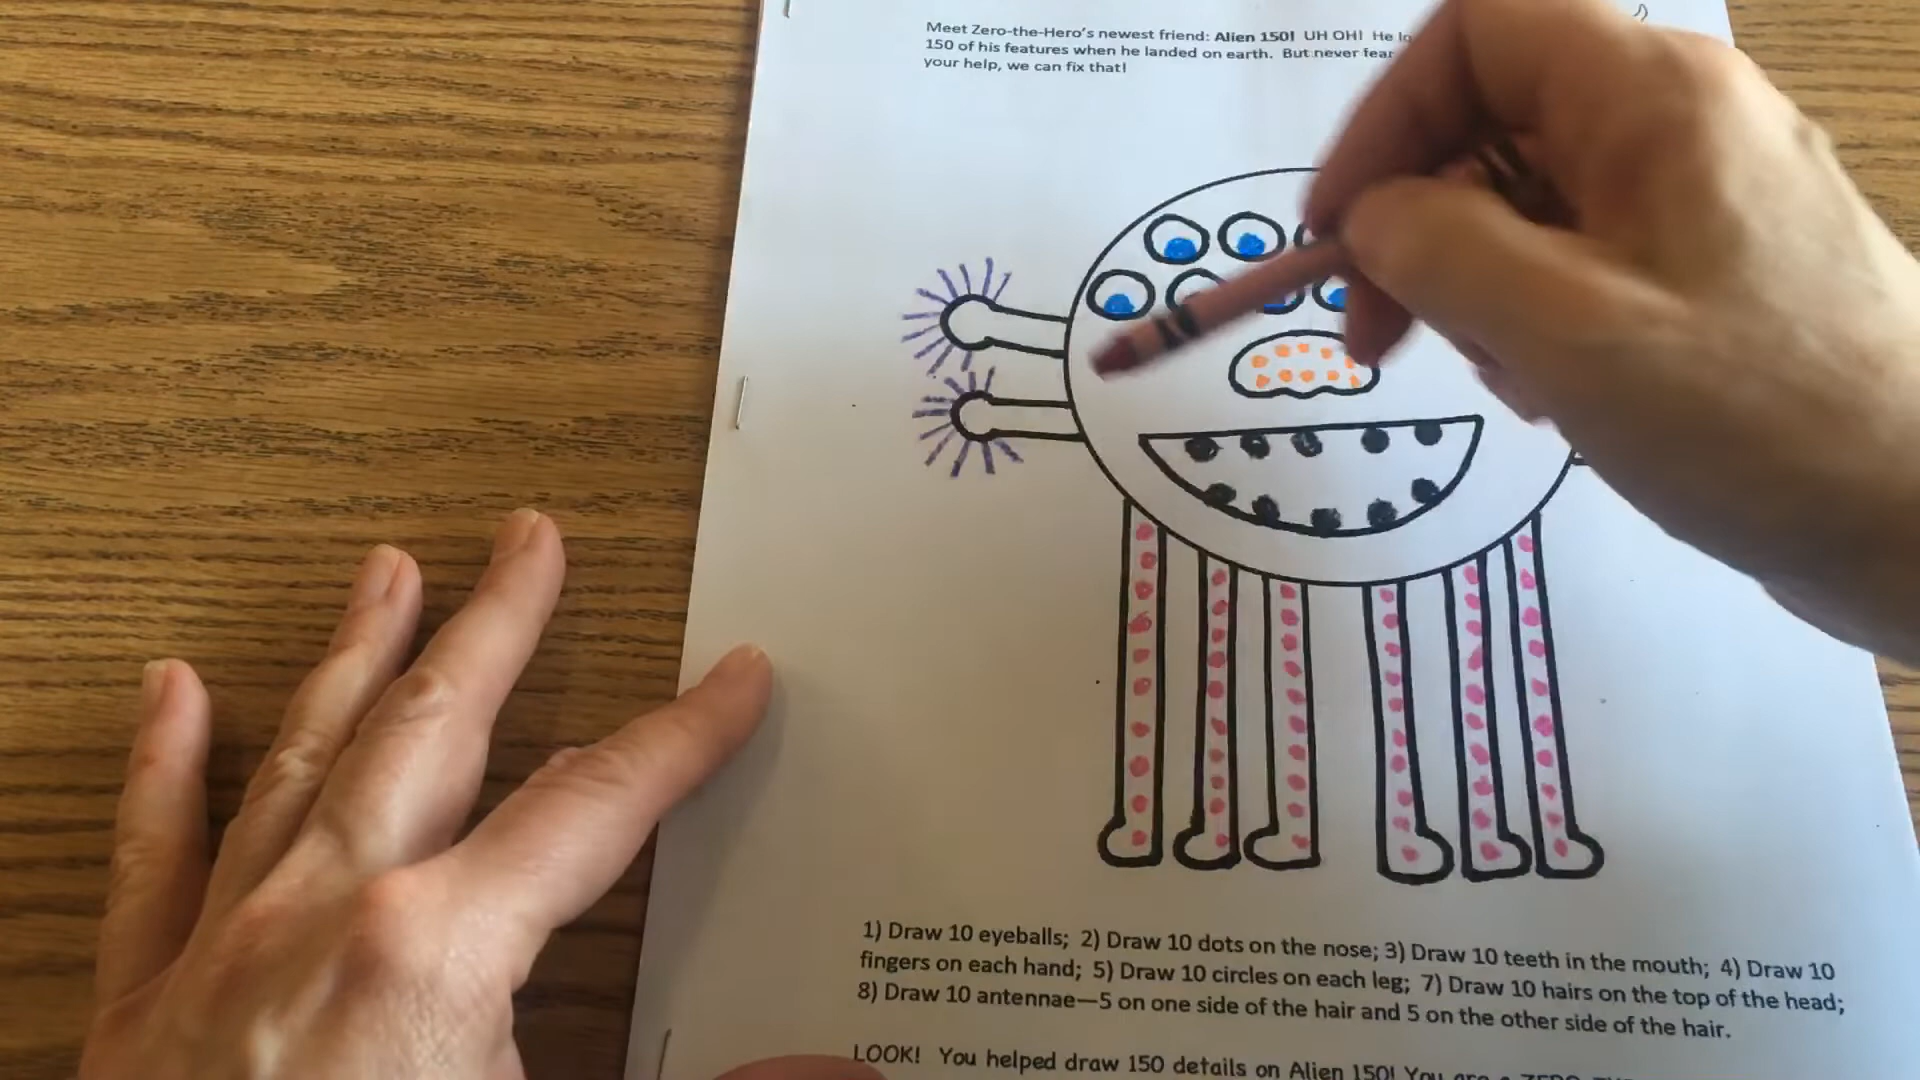 Meet Zero-the-Hero's newest friend: Alien 150! UH OH! He
150 of his features when he landed on earth. But never fear
your help, we can fix that!
1) Draw 10 eyeballs; 2) Draw 10 dots on the nose; 3) Draw 10 teeth in the mouth; 4) Draw 10
fingers on each hand; 5) Draw 10 circles on each leg; 7) Draw 10 hairs on the top of the head;
8) Draw 10 antennae—5 on one side of the hair and 5 on the other side of the hair.
LOOK! You helped draw 150 details on Alien 150! You are a ZERO